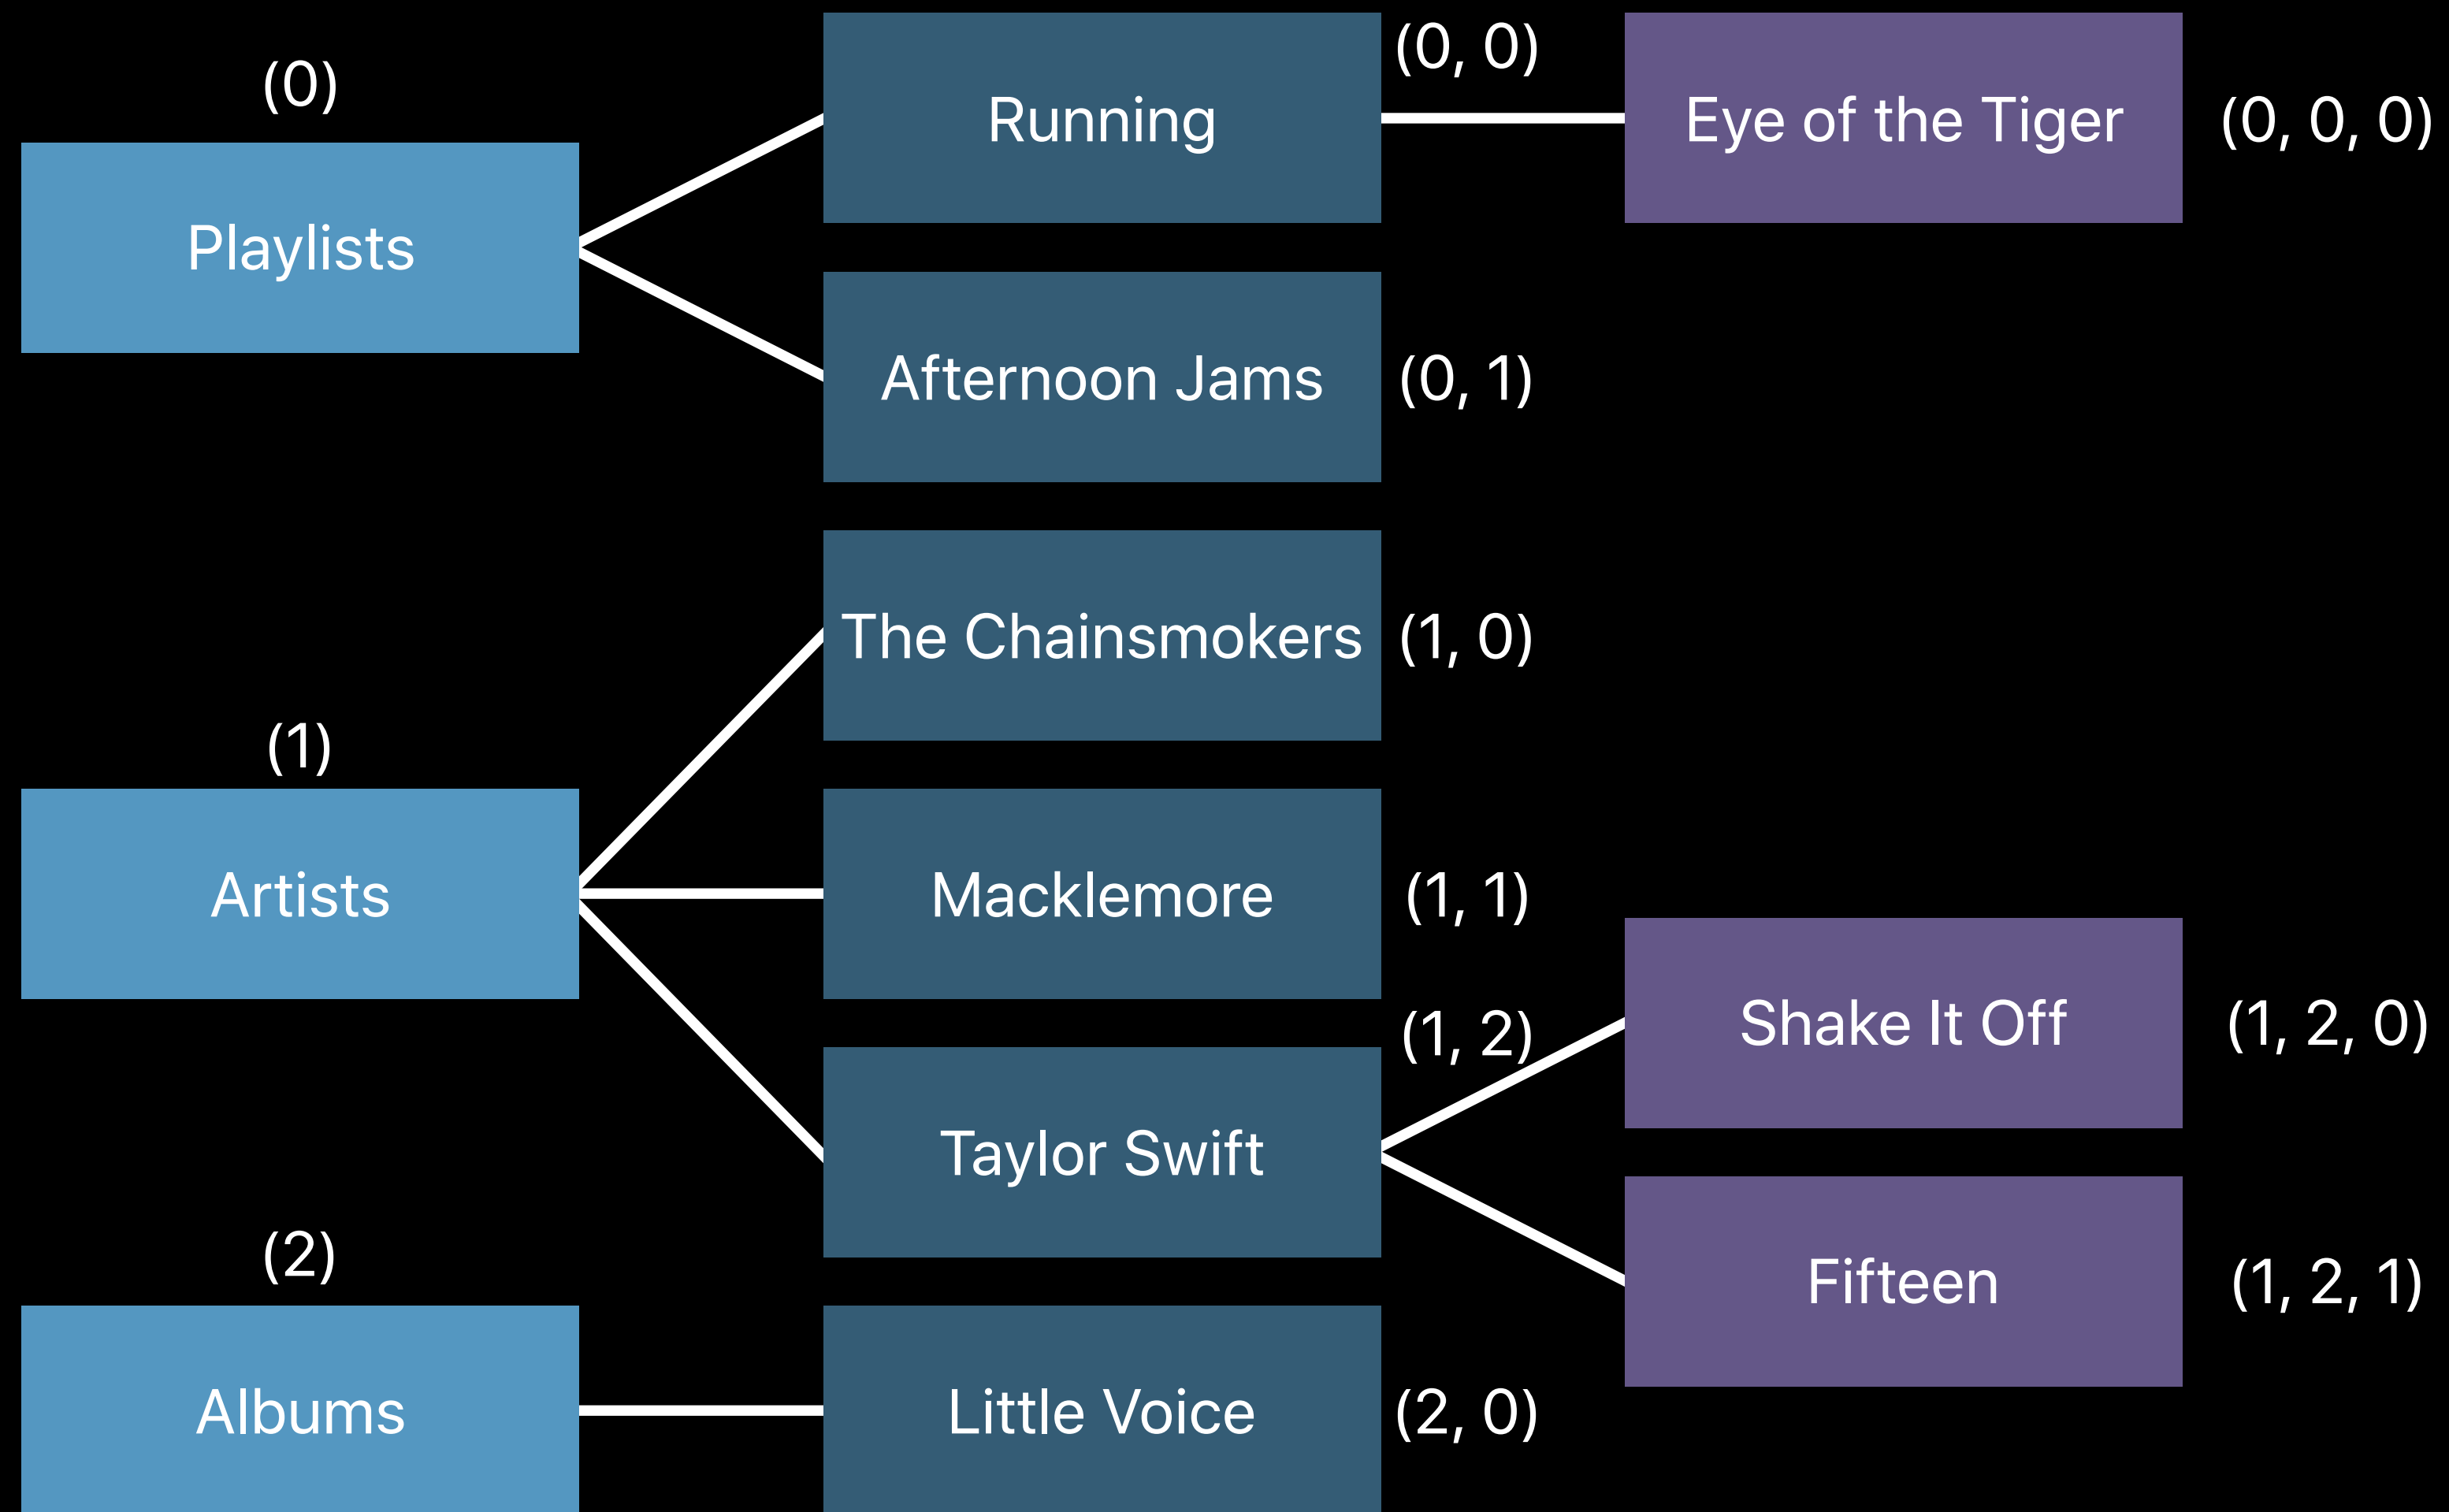 (0)
Playlists
Running
(0, 0)
Eye of the Tiger
(0, 0, 0)
Afternoon Jams
(0, 1)
(1)
Artists
The Chainsmokers
(1, 0)
Macklemore
(1, 1)
Taylor Swift
(1, 2)
Shake It Off
(1, 2, 0)
Fifteen
(1, 2, 1)
(2)
Albums
Little Voice
(2, 0)